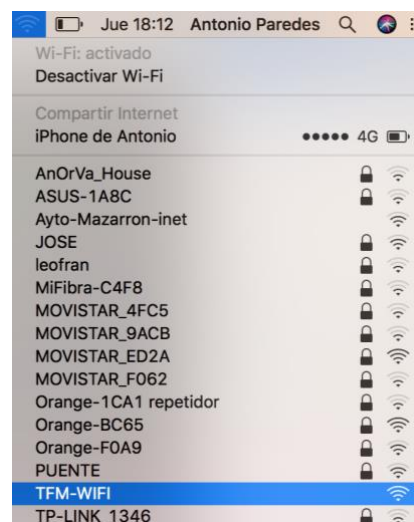 Jue 18:12 Antonio Paredes
Wi-Fi: activado
Desactivar Wi-Fi
Compartir Internet
iPhone de Antonio 4G
AnOrVa_House
ASUS-1A8C
Ayto-Mazarron-inet
JOSE
leofran
MiFibra-C4F8
MOVISTAR_4FC5
MOVISTAR_9ACB
MOVISTAR_ED2A
MOVISTAR_F062
Orange-1CA1 repetidor
Orange-BC65
Orange-F0A9
PUENTE
TFM-WIFI
TP-LINK_1346